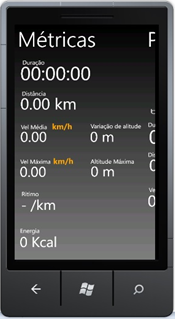 Métricas P
Duração
00:00:00
Distância
0.00 km
Vel Média km/h Variação de altitude
0.00 0 m
Vel Máxima km/h Altitude Máxima
0.00 0 m
Ritimo
- /km
Energia
0 Kcal